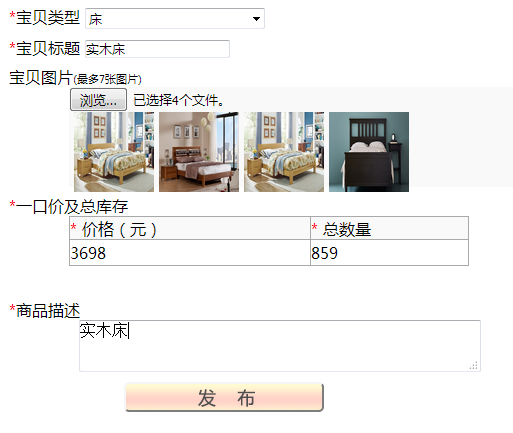 *宝贝类型 床
*宝贝标题 实木床
宝贝图片(最多7张图片)
浏览... 已选择4个文件。
*一口价及总库存
* 价格（元） * 总数量
3698 859
*商品描述
实木床
发 布